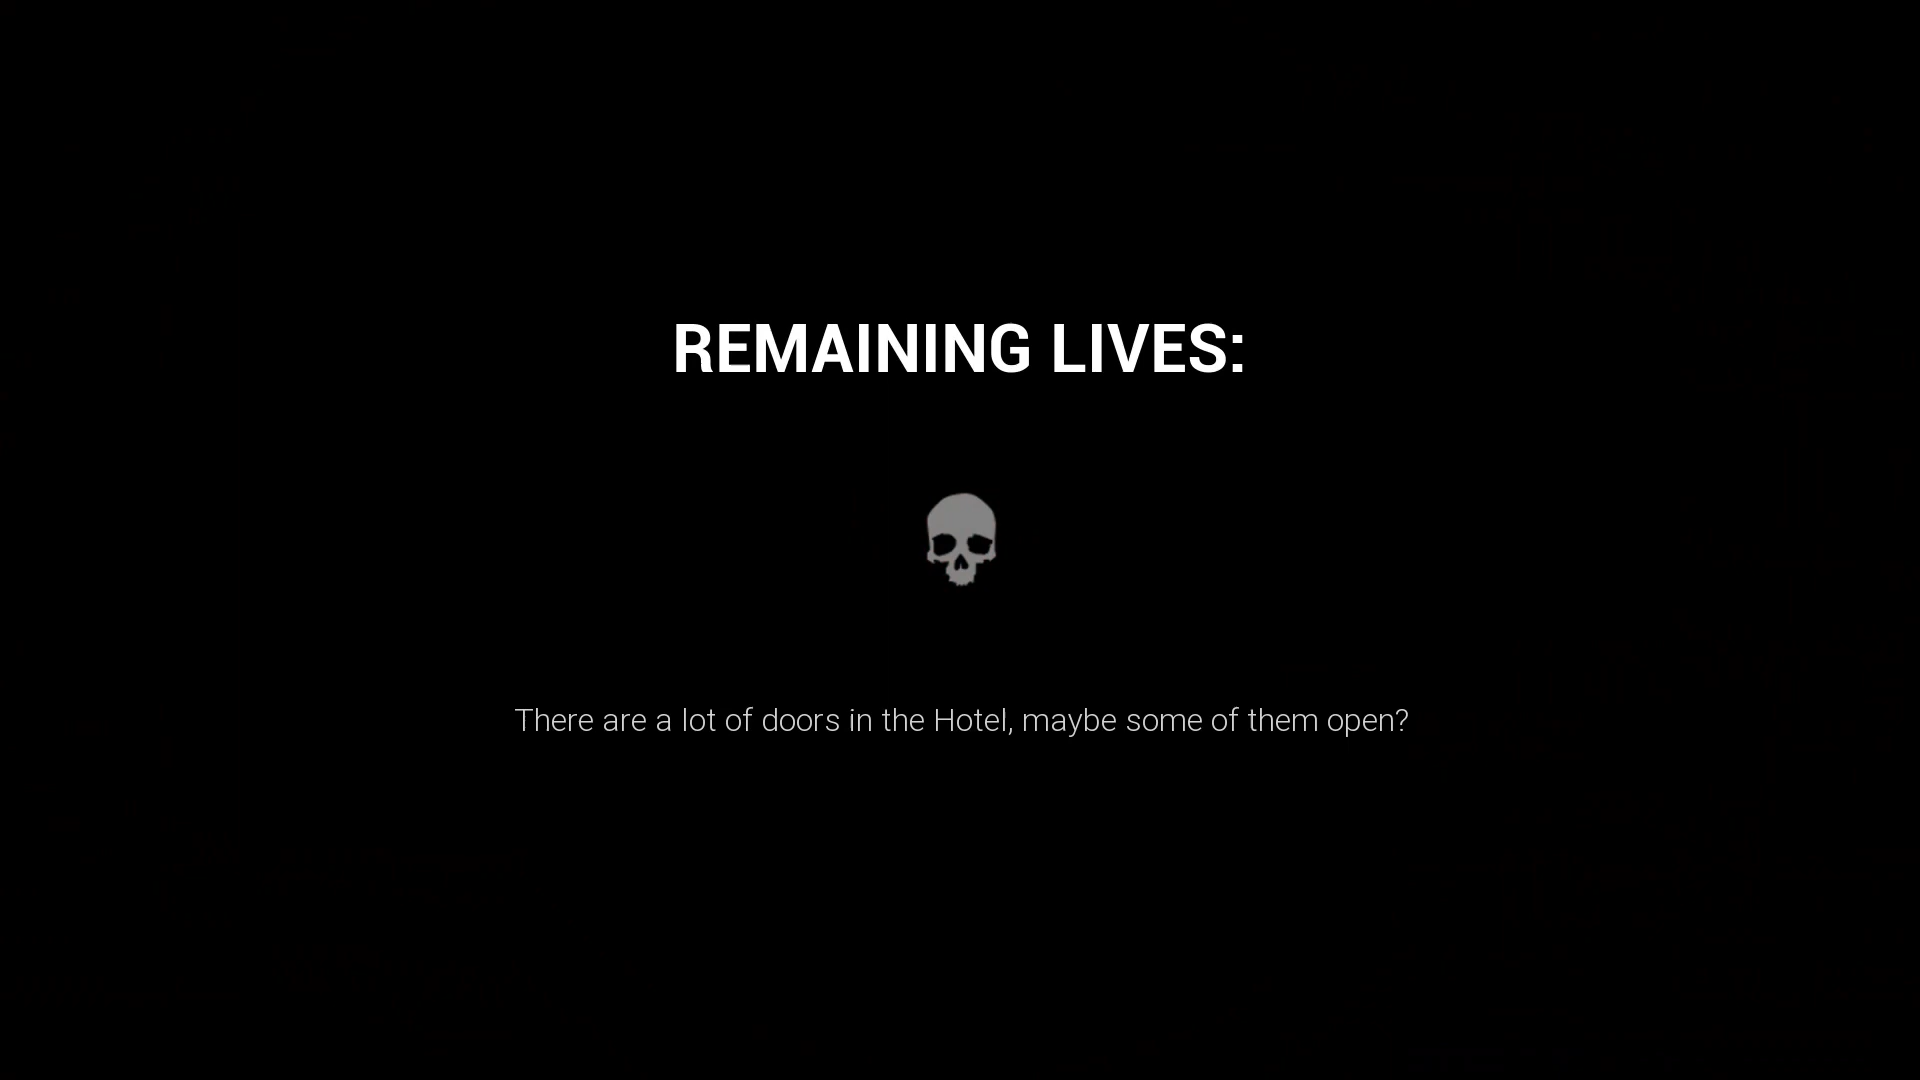 REMAINING LIVES:
There are a lot of doors in the Hotel, maybe some of them open?